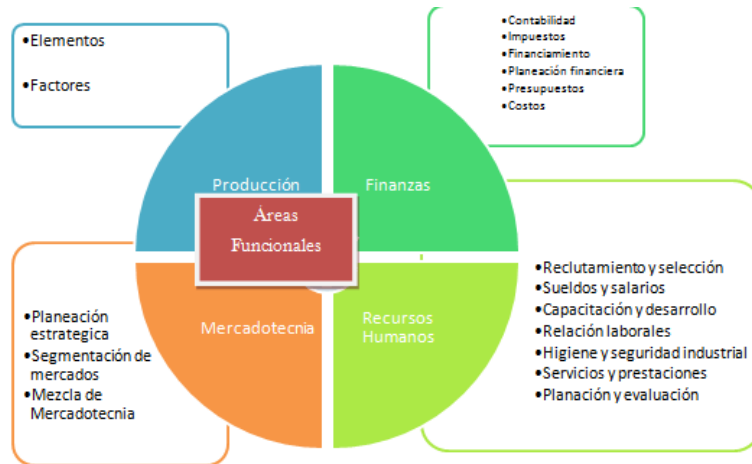 •Elementos
•Factores
•Contabilidad
•Impuestos
•Financiamiento
•Planeación financiera
•Presupuestos
•Costos
Producción
Finanzas
Áreas
Funcionales
Mercadotecnia
Recursos
Humanos
•Planeación
estrategica
•Segmentación de
mercados
•Mezcla de
Mercadotecnia
•Reclutamiento y selección
•Sueldos y salarios
•Capacitación y desarrollo
•Relación laborales
•Higiene y seguridad industrial
•Servicios y prestaciones
•Planación y evaluación